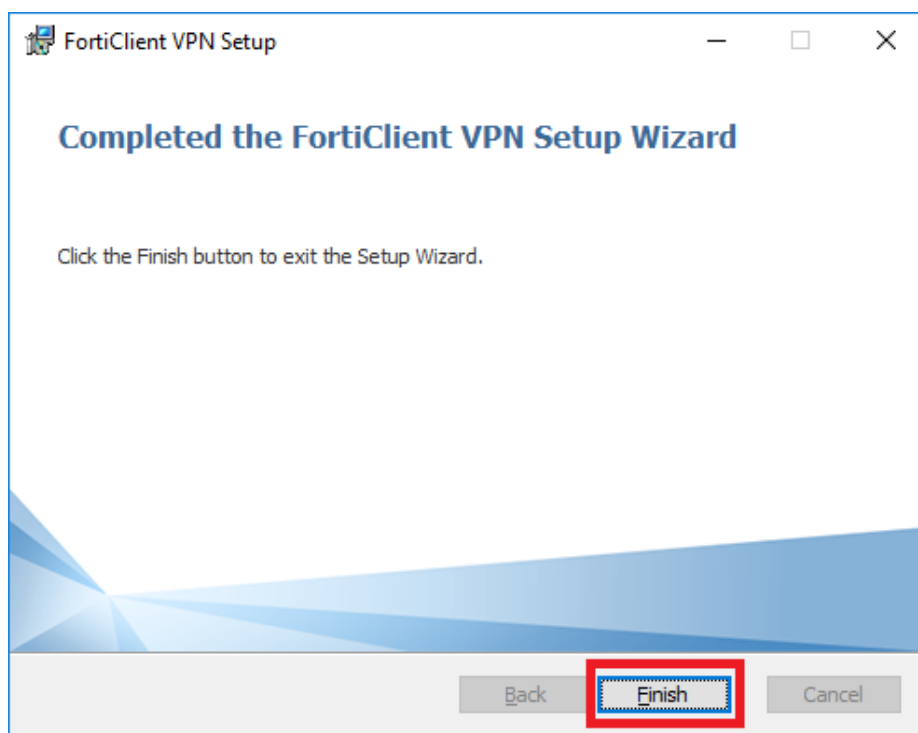 FortiClient VPN Setup
Completed the FortiClient VPN Setup Wizard
Click the Finish button to exit the Setup Wizard.
Back Finish Cancel